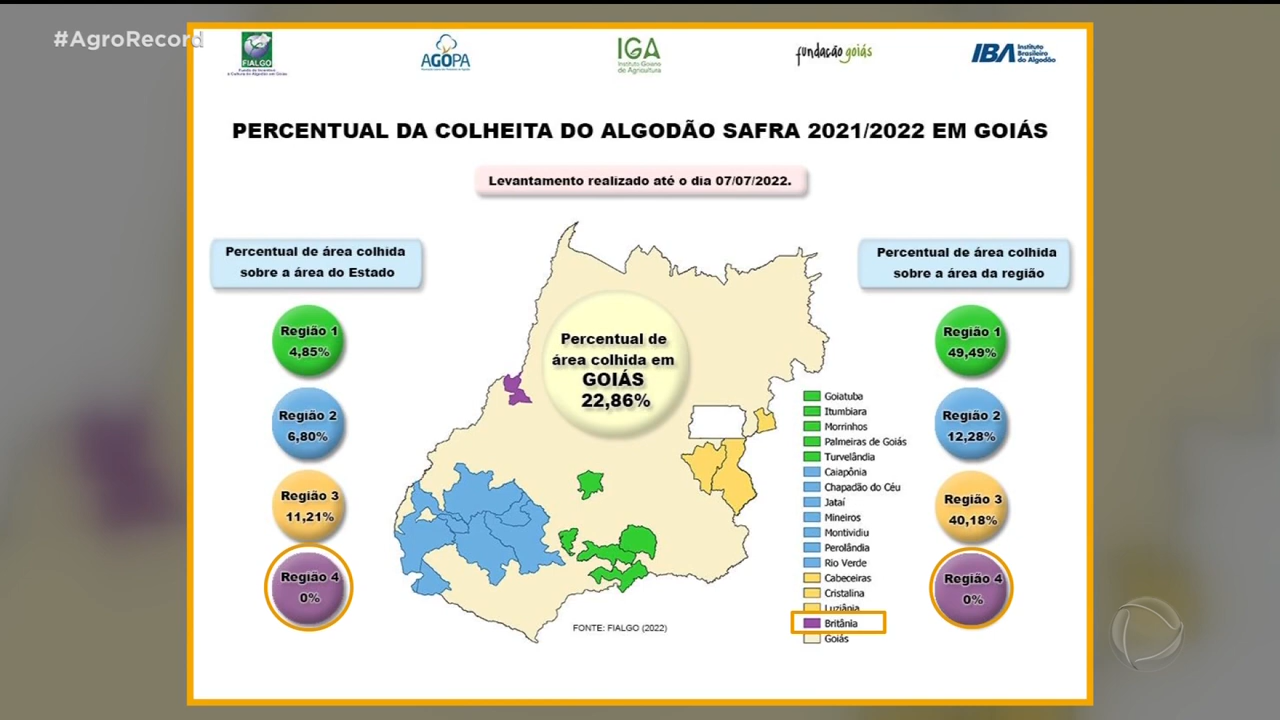 #AgroRecord
FIALGO
AGOPA
IGA
Instituto Goiano
de Agricultura
fundação goiás
IBA
Instituto
Brasileiro
do Algodão
PERCENTUAL DA COLHEITA DO ALGODÃO SAFRA 2021/2022 EM GOIÁS
Levantamento realizado até o dia 07/07/2022.
Percentual de área colhida
sobre a área do Estado
Região 1
4,85%
Região 2
6,80%
Região 3
11,21%
Região 4
0%
Percentual de
área colhida em
GOIÁS
22,86%
Percentual de área colhida
sobre a área da região
Região 1
49,49%
Região 2
12,28%
Região 3
40,18%
Região 4
0%
Goiatuba
Itumbiara
Morrinhos
Palmeiras de Goiás
Turvelândia
Caiapônia
Chapadão do Céu
Jataí
Mineiros
Montividiu
Perolândia
Rio Verde
Cabeceiras
Cristalina
Luziânia
Britânia
Goiás
FONTE: FIALGO (2022)